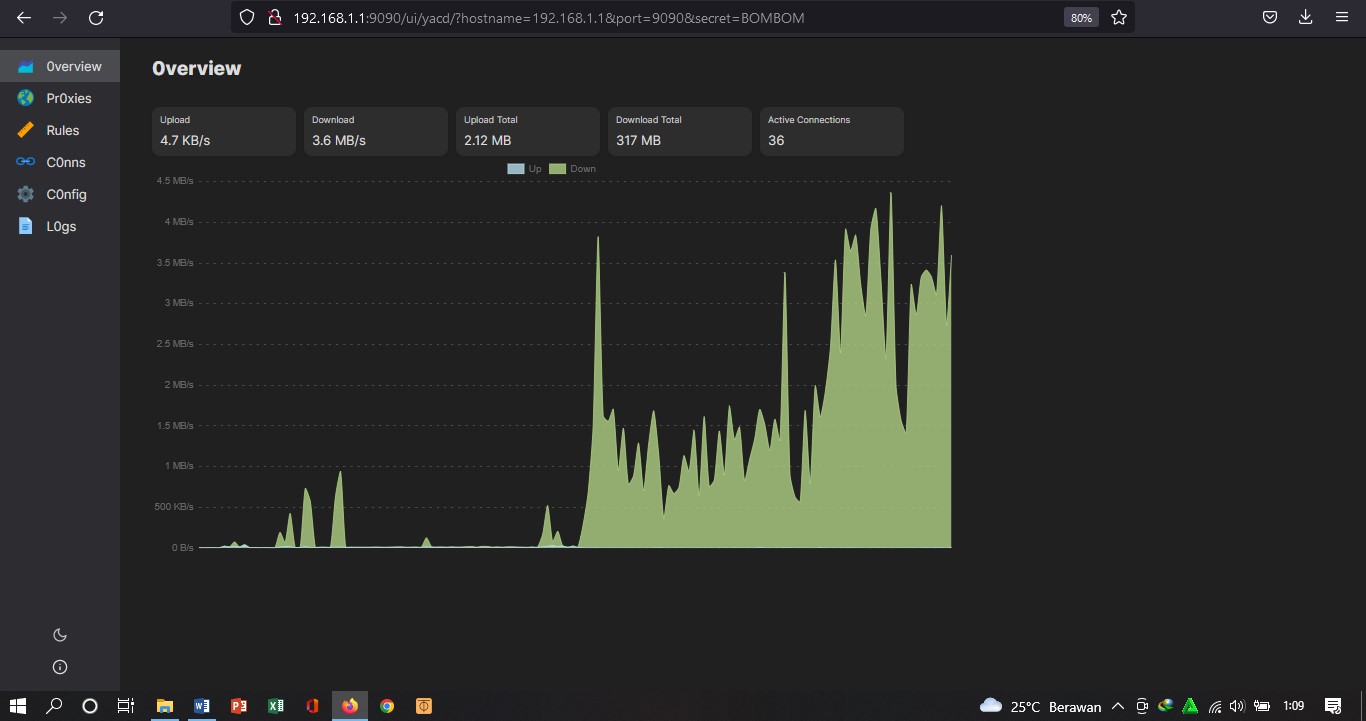 192.168.1.1:9090/ui/yacd/?hostname=192.168.1.1&port=9090&secret=BOMBOM
80%
0verview
Pr0xies
Rules
C0nns
C0nfig
L0gs
0verview
Upload
4.7 KB/s
Download
3.6 MB/s
Upload Total
2.12 MB
Download Total
317 MB
Active Connections
36
Up
Down
4.5 MB/s
4 MB/s
3.5 MB/s
3 MB/s
2.5 MB/s
2 MB/s
1.5 MB/s
1 MB/s
500 KB/s
0 B/s
25°C Berawan
1:09